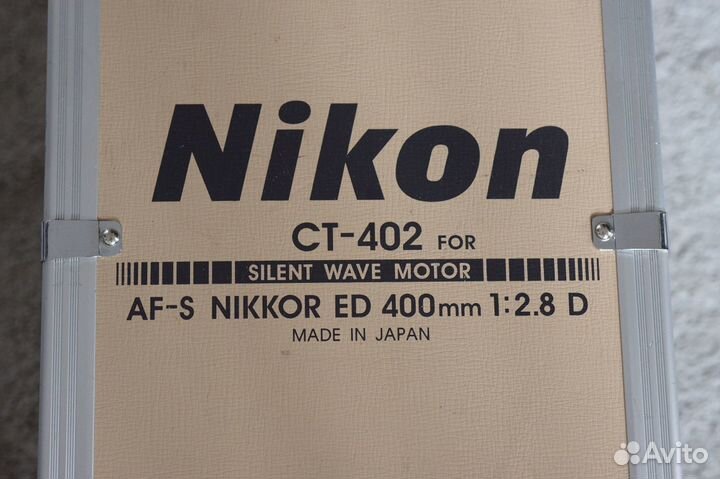 Nikon
CT-402 FOR
SILENT WAVE MOTOR
AF-S NIKKOR ED 400mm 1:2.8 D
MADE IN JAPAN
Avito